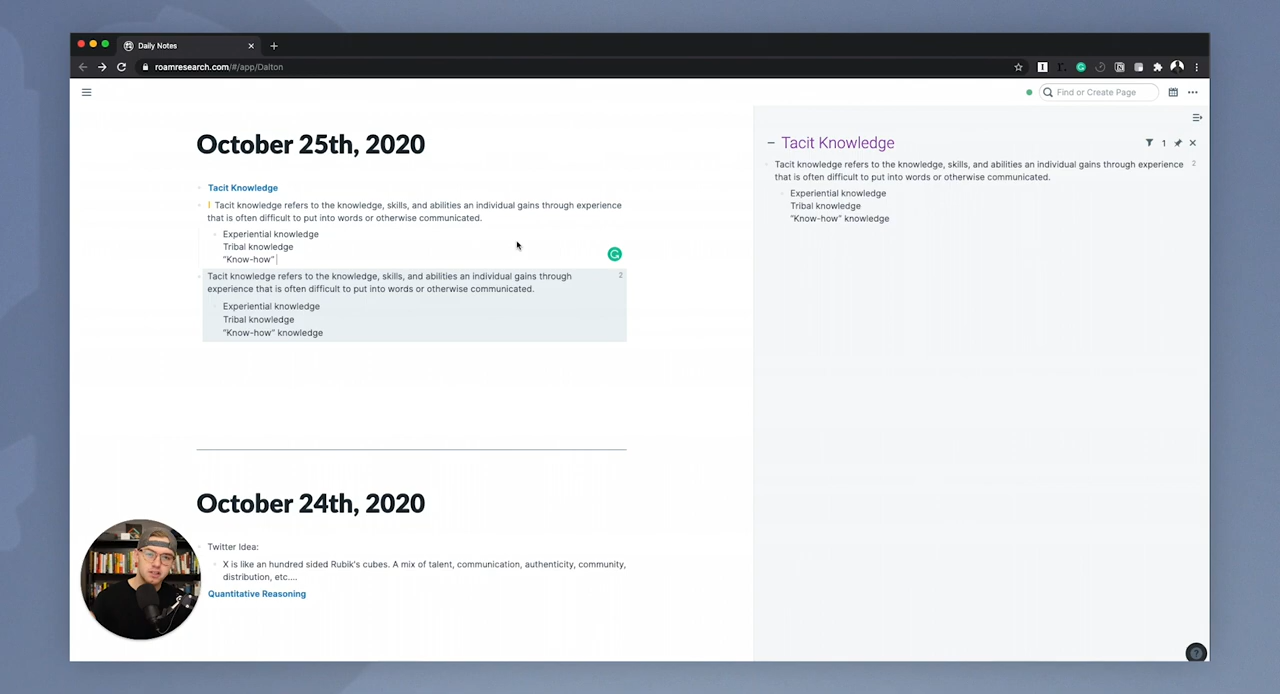 Daily Notes
roamresearch.com/#/app/Dalton
Find or Create Page
October 25th, 2020
Tacit Knowledge
Tacit knowledge refers to the knowledge, skills, and abilities an individual gains through experience
that is often difficult to put into words or otherwise communicated.
Experiential knowledge
Tribal knowledge
"Know-how"
Tacit knowledge refers to the knowledge, skills, and abilities an individual gains through
2
experience that is often difficult to put into words or otherwise communicated.
Experiential knowledge
Tribal knowledge
"Know-how" knowledge
October 24th, 2020
Twitter Idea:
X is like an hundred sided Rubik's cubes. A mix of talent, communication, authenticity, community,
distribution, etc....
Quantitative Reasoning
Tacit Knowledge
1
Tacit knowledge refers to the knowledge, skills, and abilities an individual gains through experience
2
that is often difficult to put into words or otherwise communicated.
Experiential knowledge
Tribal knowledge
"Know-how" knowledge
?